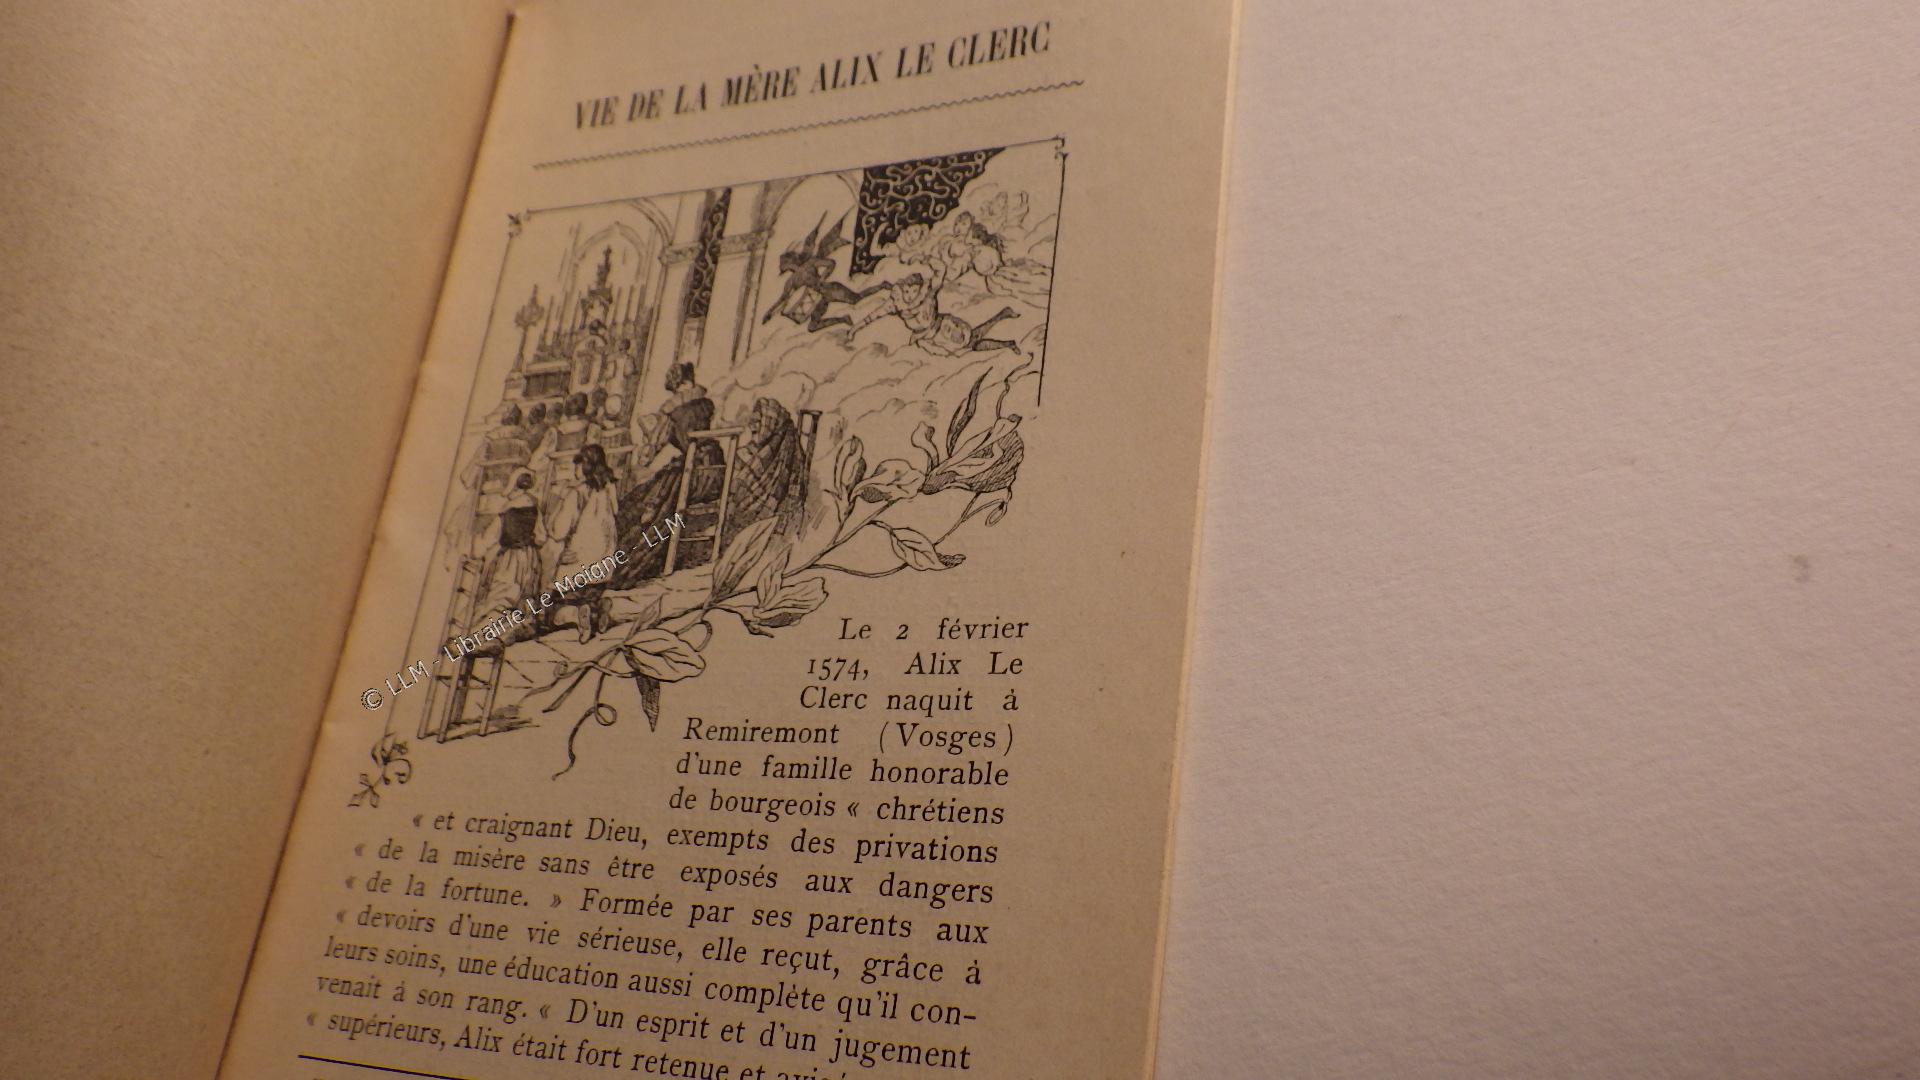 VIE DE LA MÈRE ALIX LE CLERC
© LLM - Librairie Le Moigne - LLM
Le 2 février
1574, Alix Le
Clerc naquit à
Remiremont (Vosges)
d'une famille honorable
de bourgeois « chrétiens
« et craignant Dieu, exempts des privations
« de la misère sans être exposés aux dangers
« de la fortune. » Formée par ses parents aux
« devoirs d'une vie sérieuse, elle reçut, grâce à
leurs soins, une éducation aussi complète qu'il con-
venait à son rang. « D'un esprit et d'un jugement
« supérieurs, Alix était fort retenue et